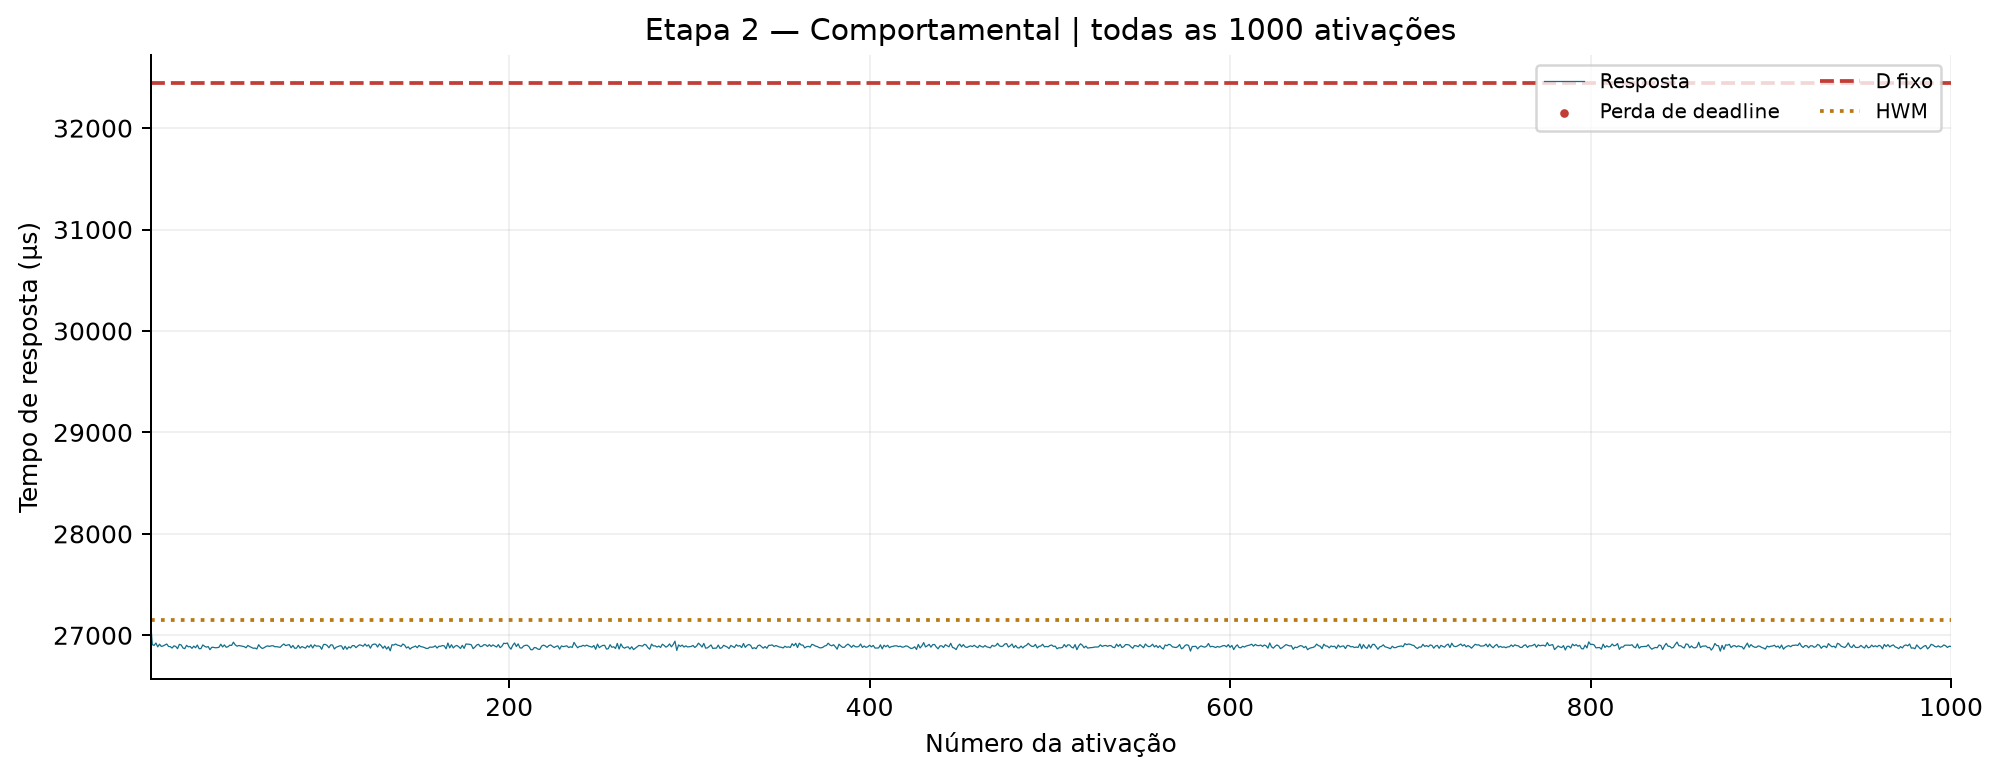 Etapa 2 — Comportamental | todas as 1000 ativações
Resposta
Perda de deadline
D fixo
HWM
Tempo de resposta (µs)
32000
31000
30000
29000
28000
27000
200
400
600
800
1000
Número da ativação